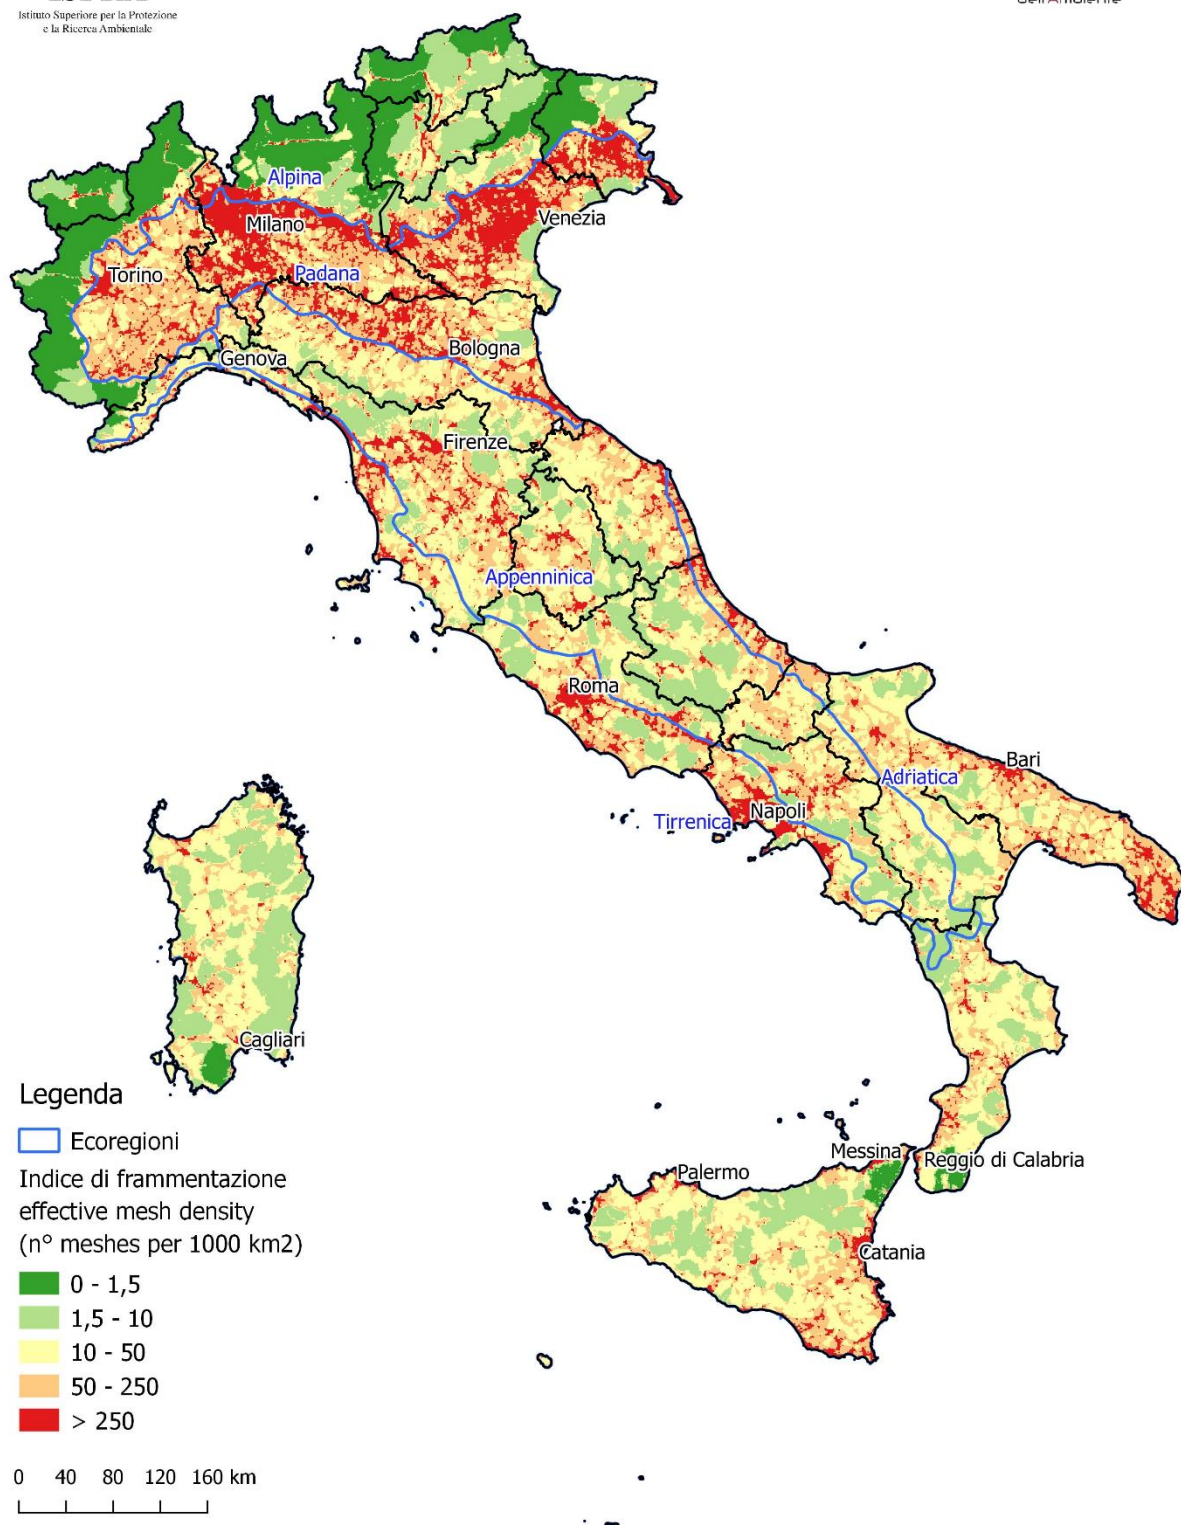 Istituto Superiore per la Protezione
e la Ricerca Ambientale
Alpina
Milano
Venezia
Torino
Padana
Genova
Bologna
Firenze
Appenninica
Roma
Bari
Adriatica
Napoli
Tirrenica
Cagliari
Messina
Reggio di Calabria
Palermo
Catania
Legenda
Ecoregioni
Indice di frammentazione
effective mesh density
(n° meshes per 1000 km2)
0 - 1,5
1,5 - 10
10 - 50
50 - 250
> 250
0 40 80 120 160 km